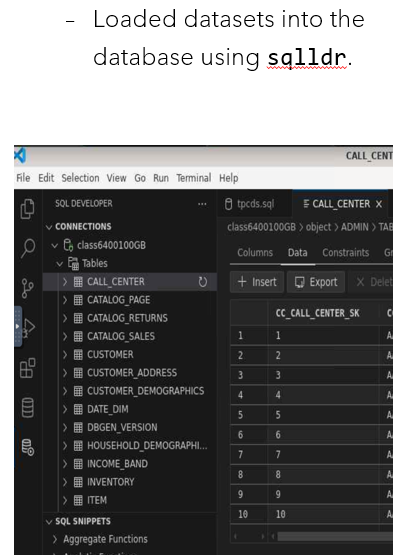 - Loaded datasets into the
database using sqlldr.
CALL_CENT
File Edit Selection View Go Run Terminal Help
SQL DEVELOPER ...
tpcds.sql CALL_CENTER X
CONNECTIONS
class6400100GB > object > ADMIN > TAB
class6400100GB
Tables
Columns Data Constraints Gr
CALL_CENTER
+ Insert Export X Delet
CATALOG_PAGE
CATALOG_RETURNS
CATALOG_SALES
CUSTOMER
CUSTOMER_ADDRESS
CUSTOMER_DEMOGRAPHICS
DATE_DIM
DBGEN_VERSION
HOUSEHOLD_DEMOGRAPHI...
INCOME_BAND
INVENTORY
ITEM
CC_CALL_CENTER_SK
1 1
2 2
3 3
4 4
5 5
6 6
7 7
8 8
9 9
10 10
SQL SNIPPETS
Aggregate Functions